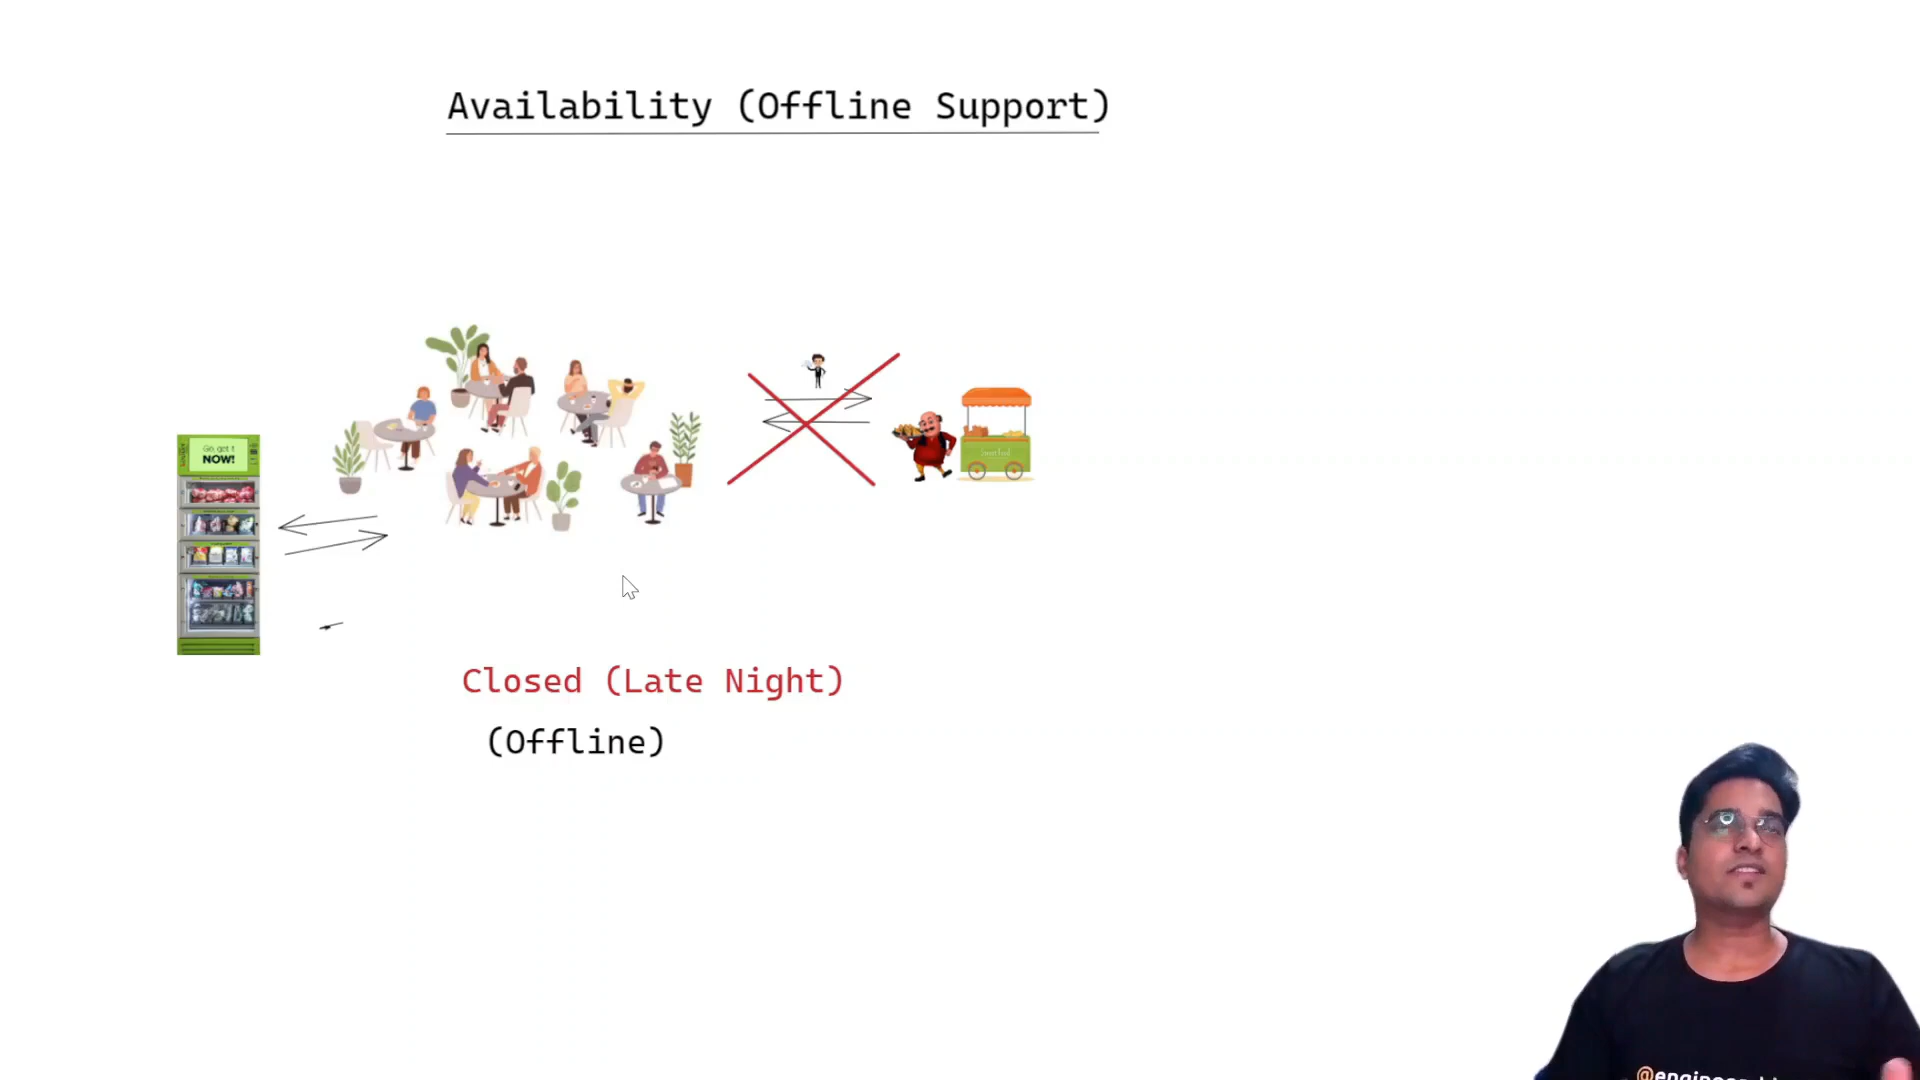 Availability (Offline Support)
Go get it
NOW!
Closed (Late Night)
(Offline)